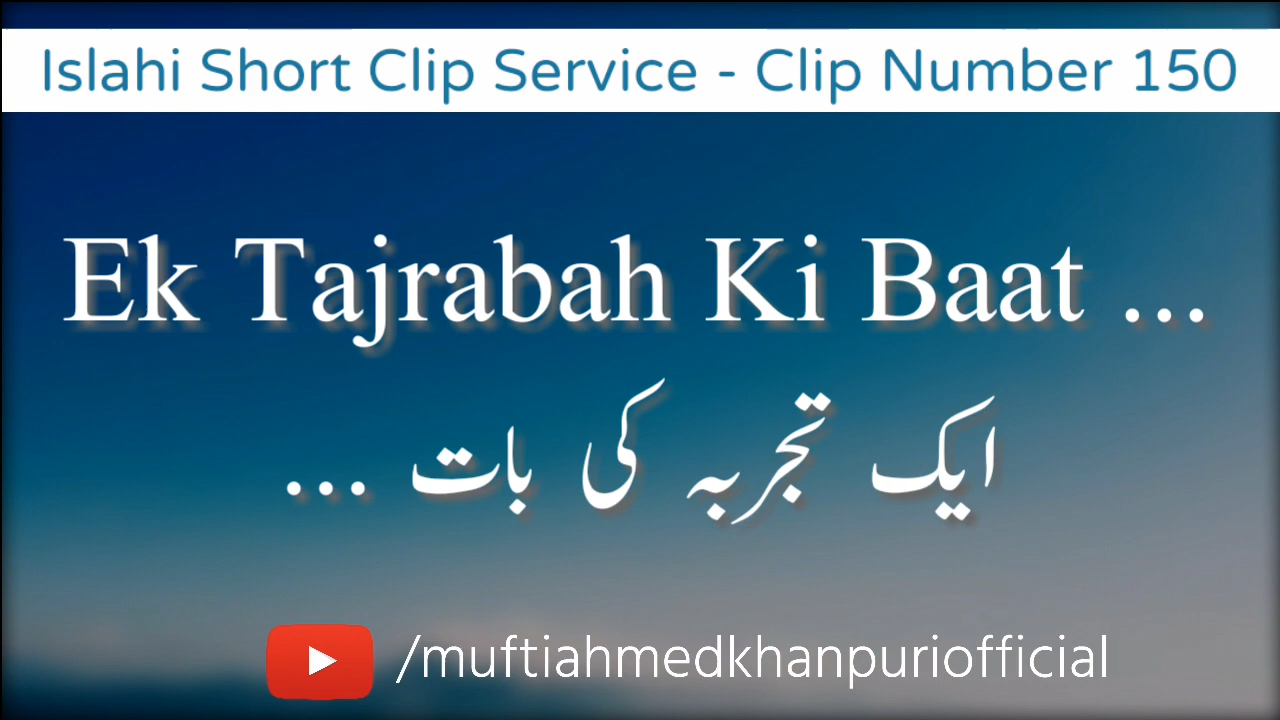 Islahi Short Clip Service - Clip Number 150
Ek Tajrabah Ki Baat ...
ایک تجربہ کی بات ...
/muftiahmedkhanpuriofficial